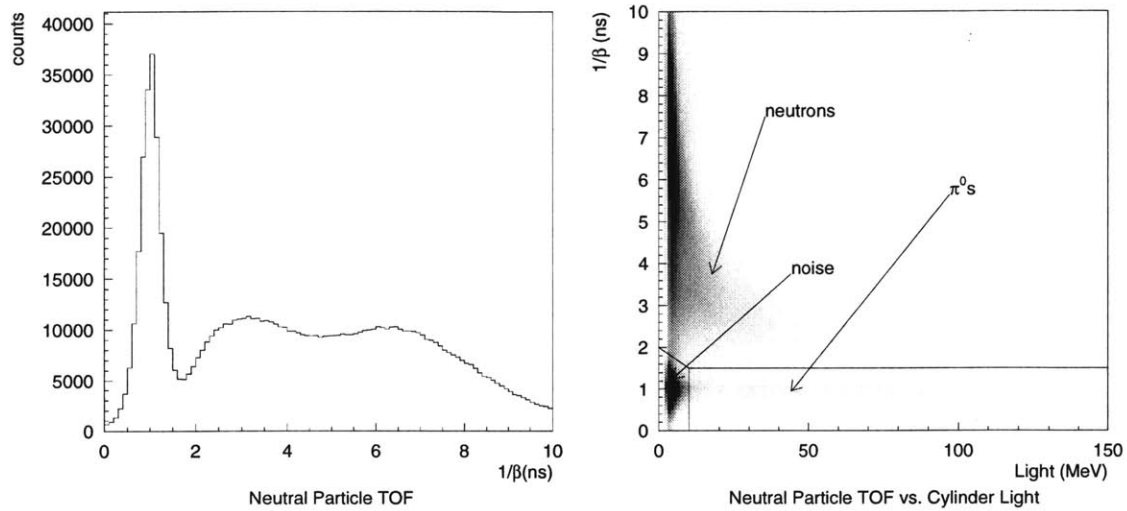 counts
40000
35000
30000
25000
20000
15000
10000
5000
0
0 2 4 6 8 10
1/β(ns)
Neutral Particle TOF
1/β (ns)
10
9
8
7
6
5
4
3
2
1
0
neutrons
π⁰s
noise
0 50 100 150
Light (MeV)
Neutral Particle TOF vs. Cylinder Light